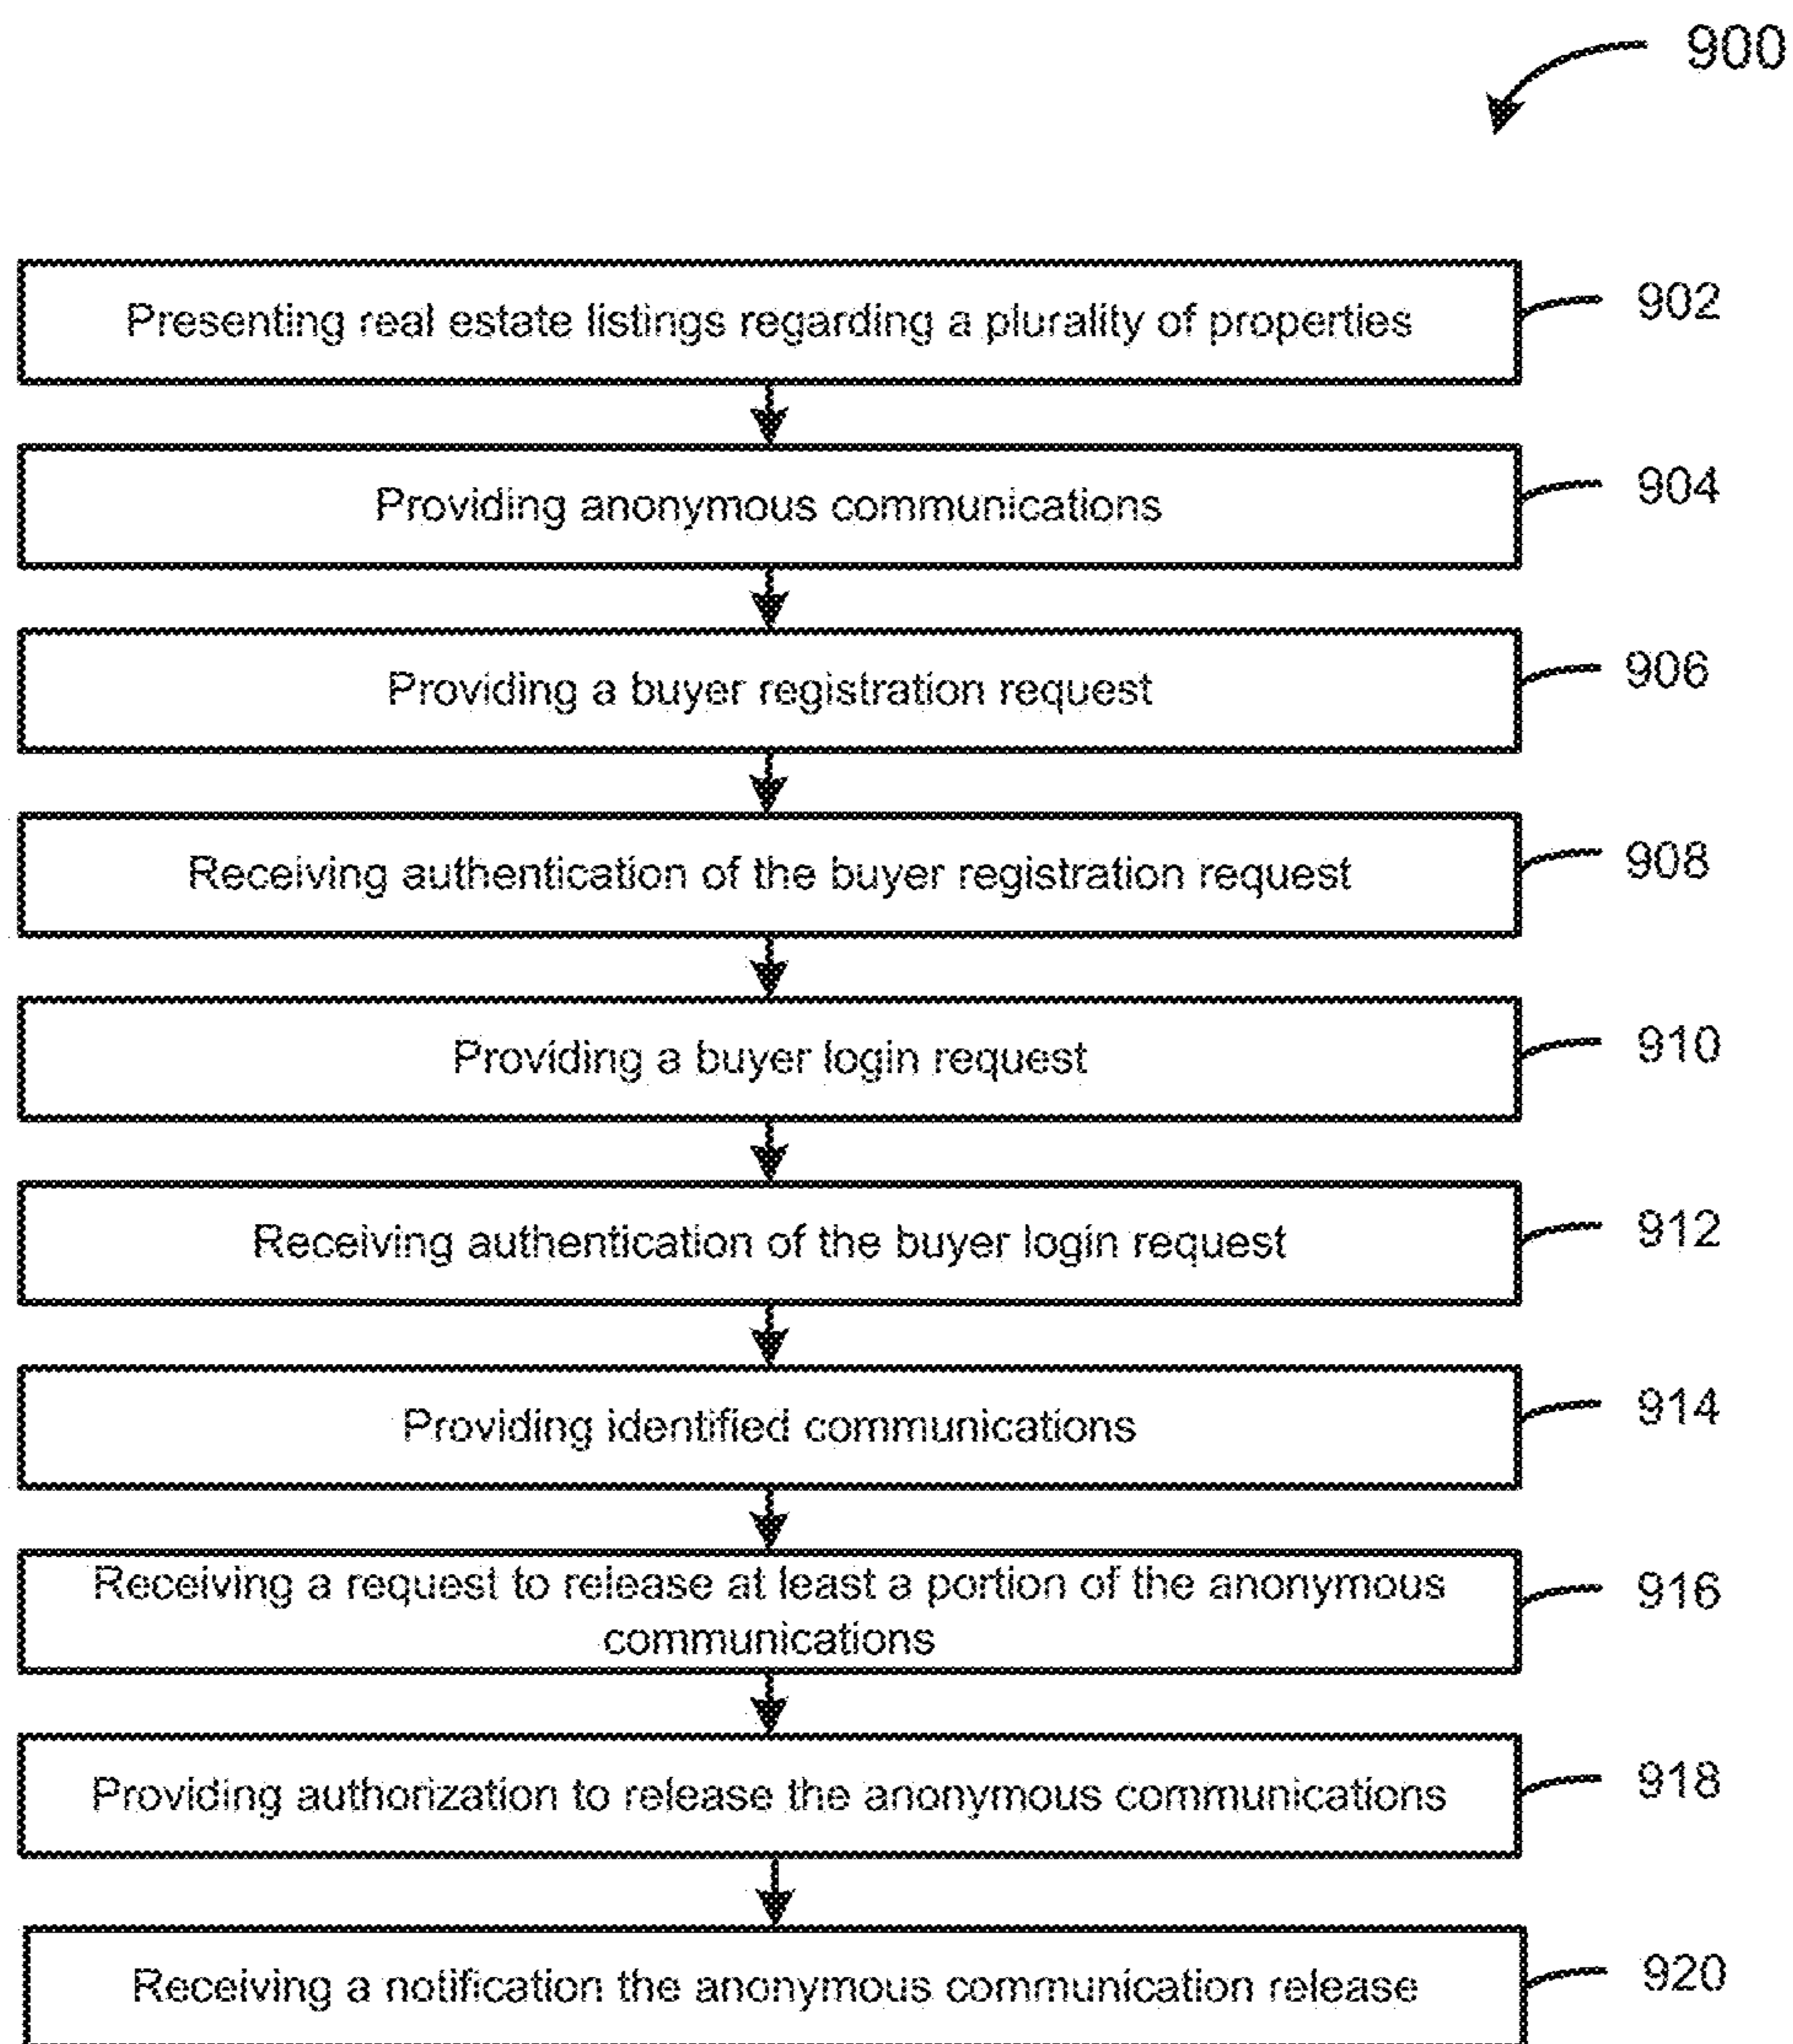 900
Presenting real estate listings regarding a plurality of properties
902
Providing anonymous communications
904
Providing a buyer registration request
906
Receiving authentication of the buyer registration request
908
Providing a buyer login request
910
Receiving authentication of the buyer login request
912
Providing identified communications
914
Receiving a request to release at least a portion of the anonymous
communications
916
Providing authorization to release the anonymous communications
918
Receiving a notification the anonymous communication release
920